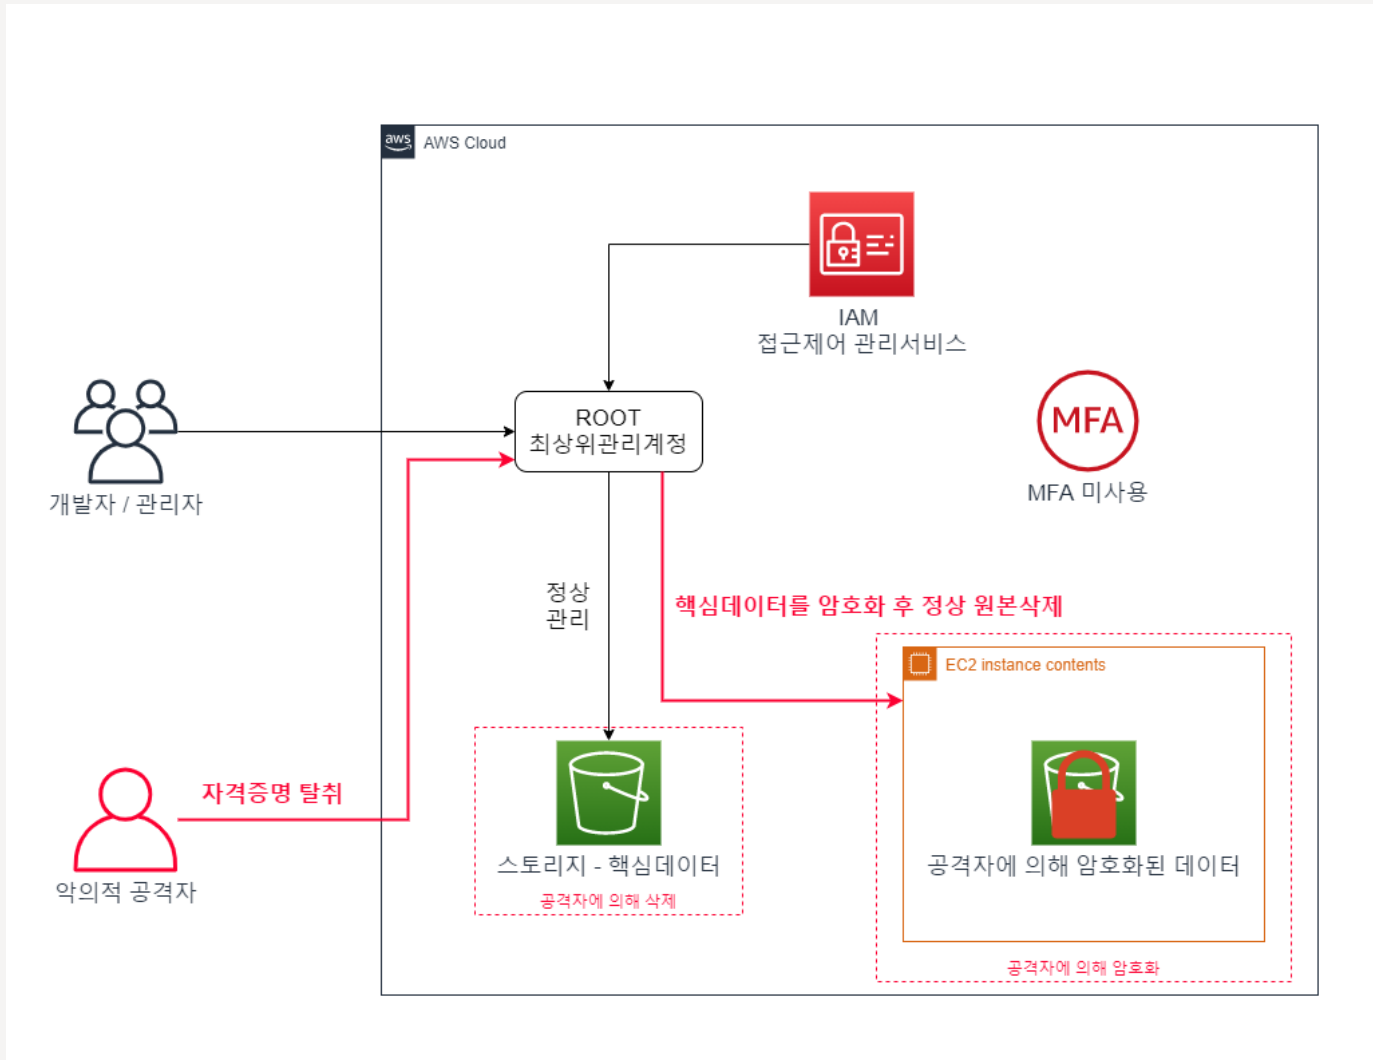 aws
AWS Cloud
IAM
접근제어 관리서비스
ROOT
최상위관리계정
MFA
MFA 미사용
개발자 / 관리자
정상
관리
핵심데이터를 암호화 후 정상 원본삭제
EC2 instance contents
자격증명 탈취
악의적 공격자
스토리지 - 핵심데이터
공격자에 의해 삭제
공격자에 의해 암호화된 데이터
공격자에 의해 암호화